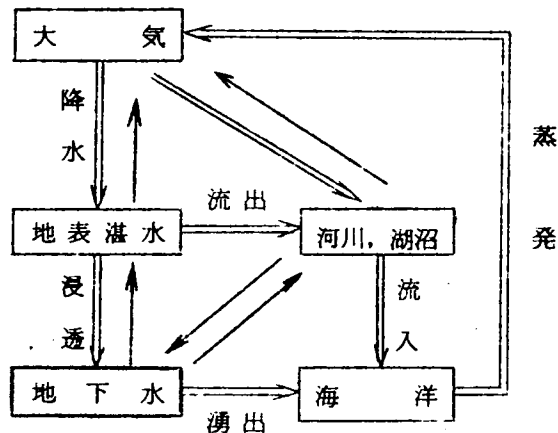 大気
降水
蒸発
流出
地表湛水
河川，湖沼
浸透
流入
地下水
海洋
湧出